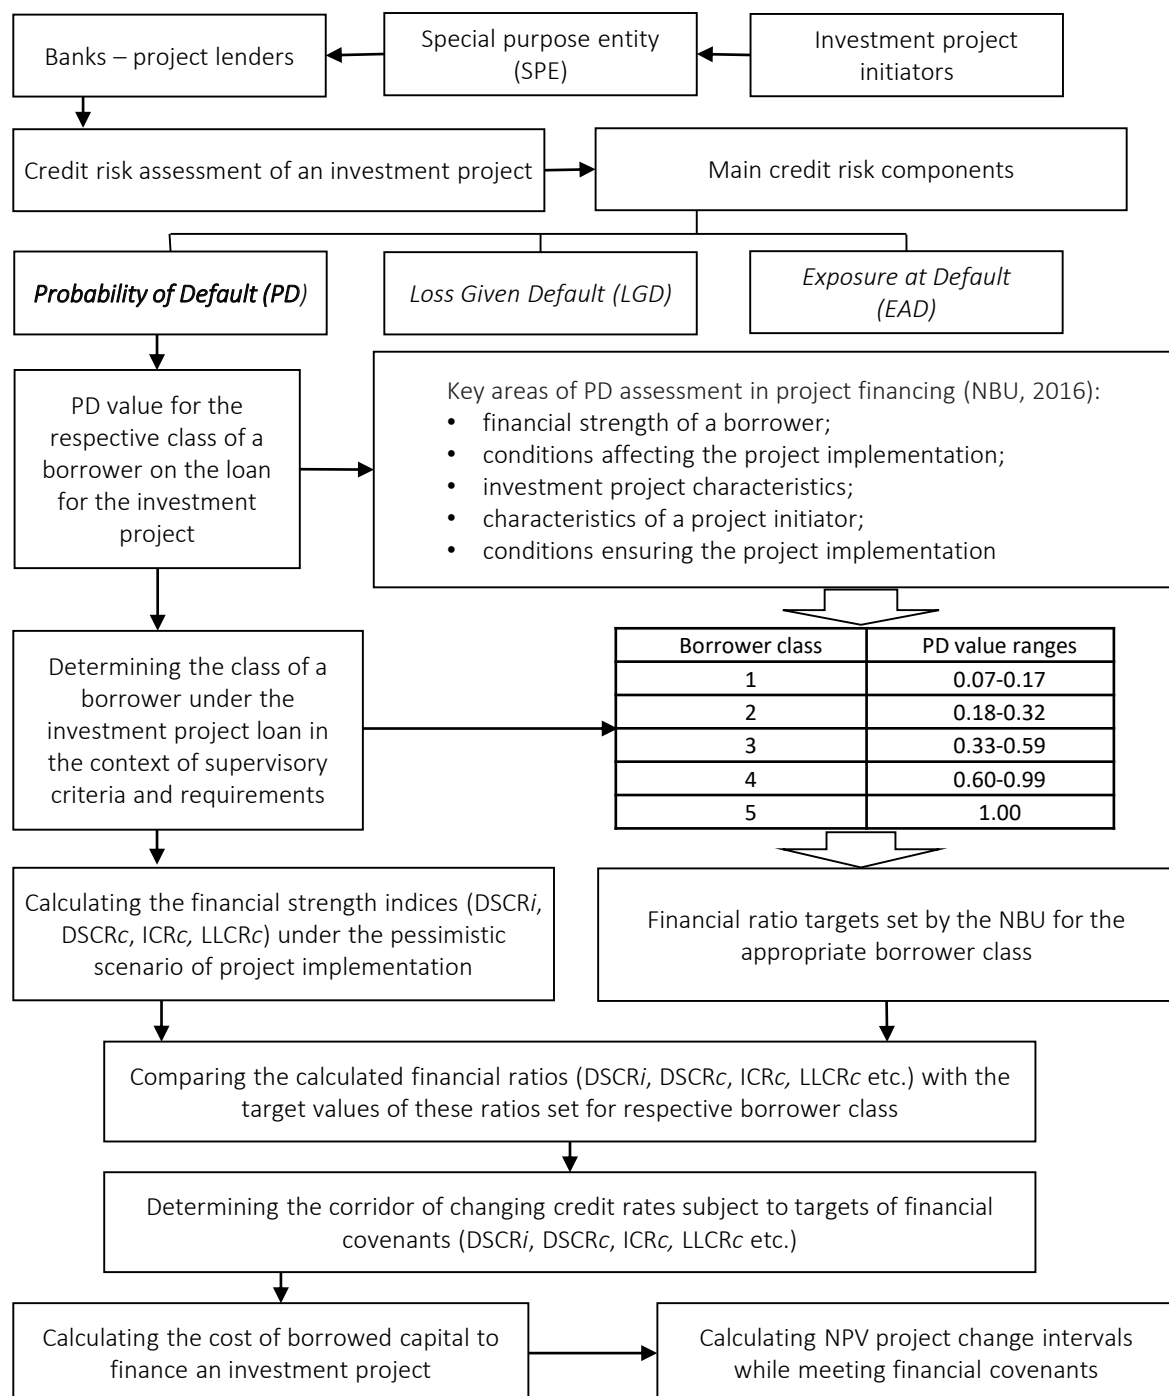 Banks – project lenders
Special purpose entity
(SPE)
Investment project
initiators
Credit risk assessment of an investment project
Main credit risk components
Probability of Default (PD)
Loss Given Default (LGD)
Exposure at Default
(EAD)
PD value for the
respective class of a
borrower on the loan
for the investment
project
Key areas of PD assessment in project financing (NBU, 2016):
• financial strength of a borrower;
• conditions affecting the project implementation;
• investment project characteristics;
• characteristics of a project initiator;
• conditions ensuring the project implementation
Determining the class of a
borrower under the
investment project loan in
the context of supervisory
criteria and requirements
Borrower class PD value ranges
1 0.07-0.17
2 0.18-0.32
3 0.33-0.59
4 0.60-0.99
5 1.00
Calculating the financial strength indices (DSCRi,
DSCRc, ICRc, LLCRc) under the pessimistic
scenario of project implementation
Financial ratio targets set by the NBU for the
appropriate borrower class
Comparing the calculated financial ratios (DSCRi, DSCRc, ICRc, LLCRc etc.) with the
target values of these ratios set for respective borrower class
Determining the corridor of changing credit rates subject to targets of financial
covenants (DSCRi, DSCRc, ICRc, LLCRc etc.)
Calculating the cost of borrowed capital to
finance an investment project
Calculating NPV project change intervals
while meeting financial covenants